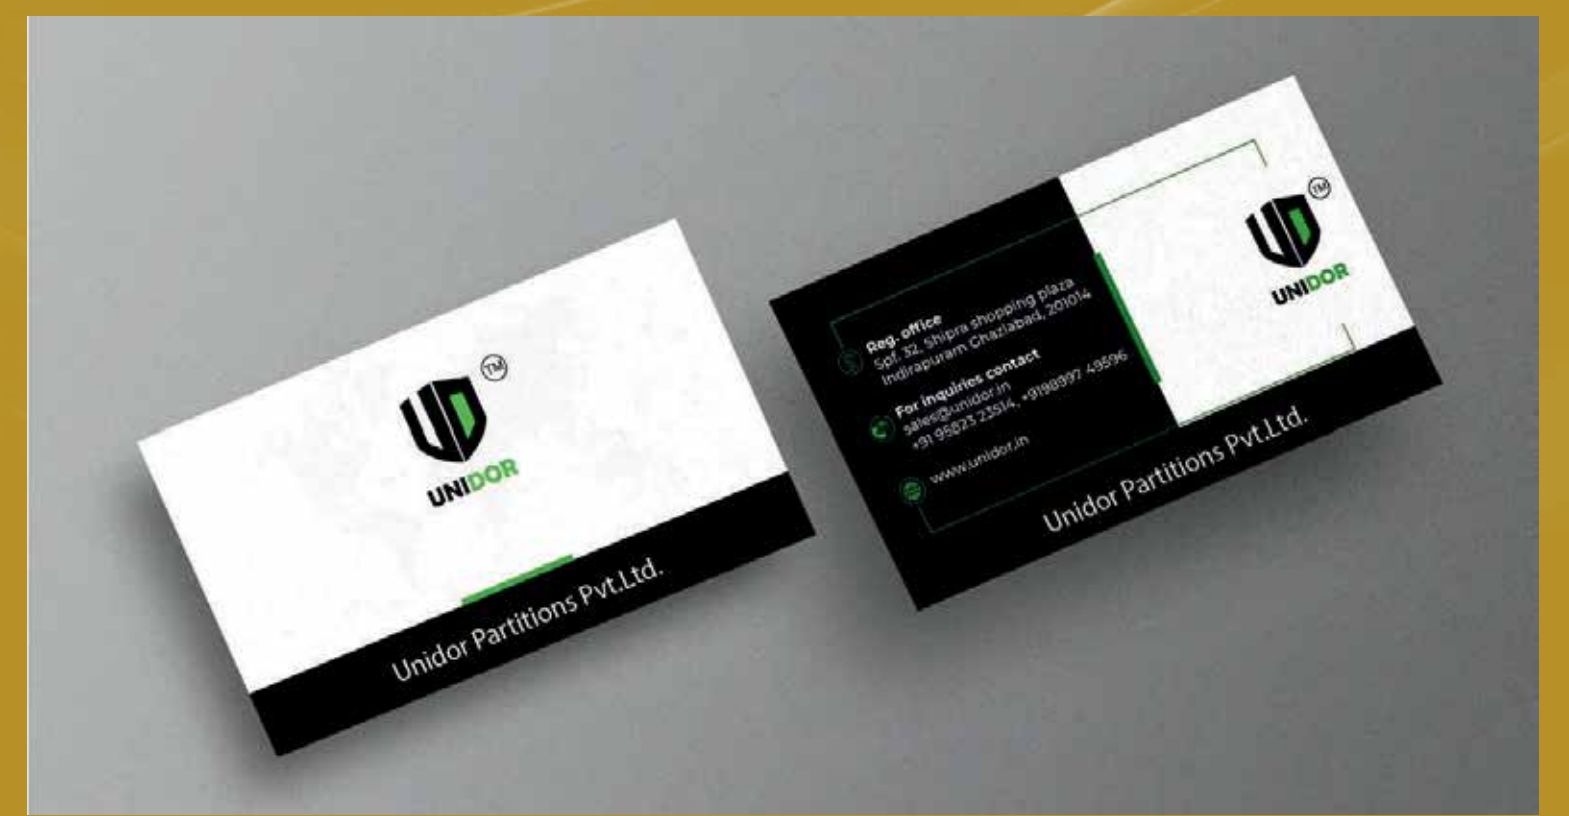 TM
UNIDOR
Unidor Partitions Pvt.Ltd.
Reg. office
Spf. 32, Shipra shopping plaza
Indirapuram Ghaziabad, 201014
For inquiries contact
sales@unidor.in
+91 95823 23514, +9198997 49596
www.unidor.in
TM
UNIDOR
Unidor Partitions Pvt.Ltd.